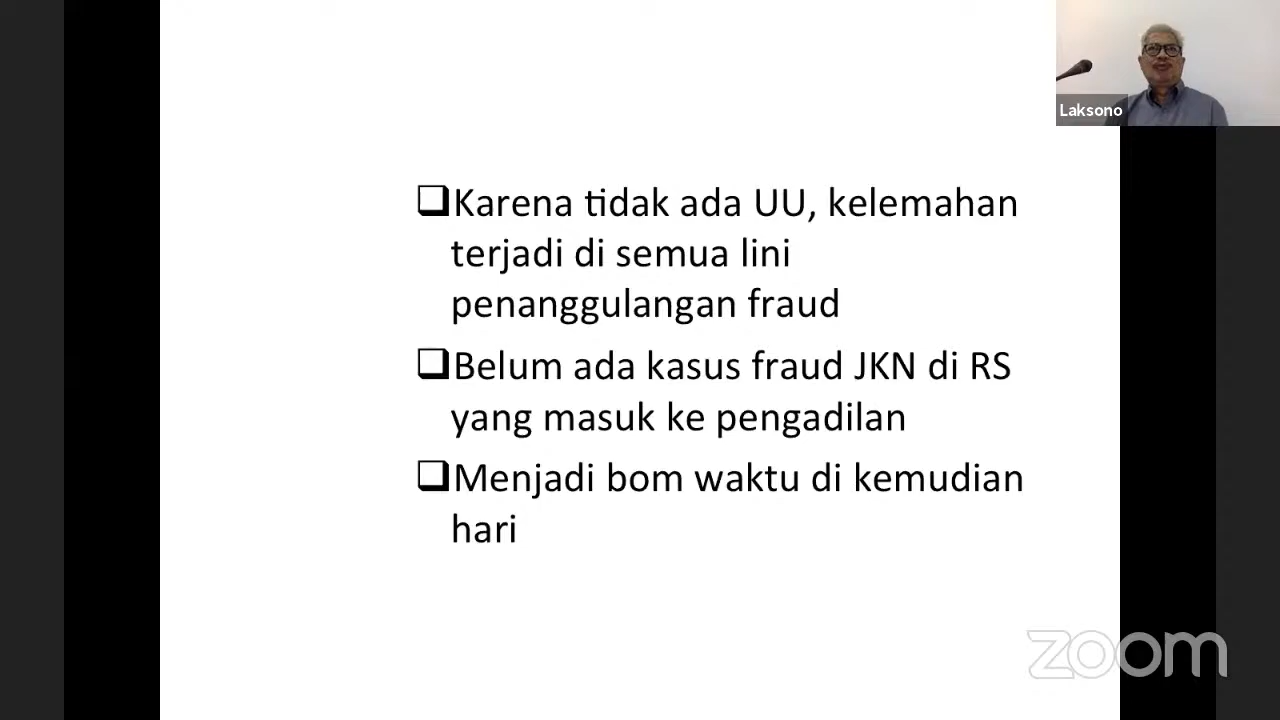 Laksono
❑Karena tidak ada UU, kelemahan
terjadi di semua lini
penanggulangan fraud
❑Belum ada kasus fraud JKN di RS
yang masuk ke pengadilan
❑Menjadi bom waktu di kemudian
hari
zoom